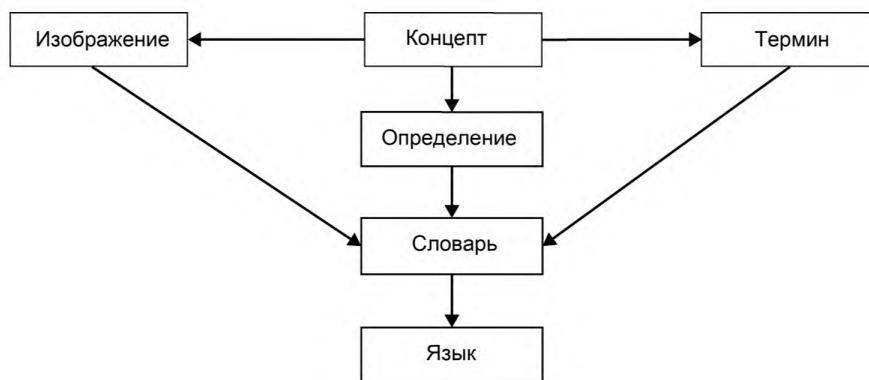 Изображение
Концепт
Термин
Определение
Словарь
Язык